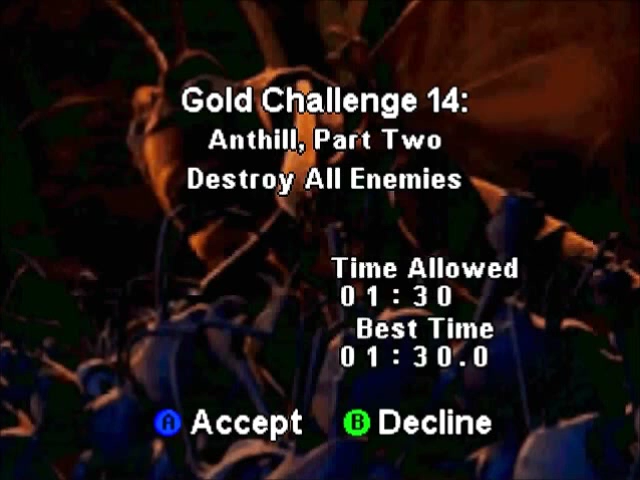 Gold Challenge 14:
Anthill, Part Two
Destroy All Enemies
Time Allowed
01:30
Best Time
01:30.0
A Accept B Decline